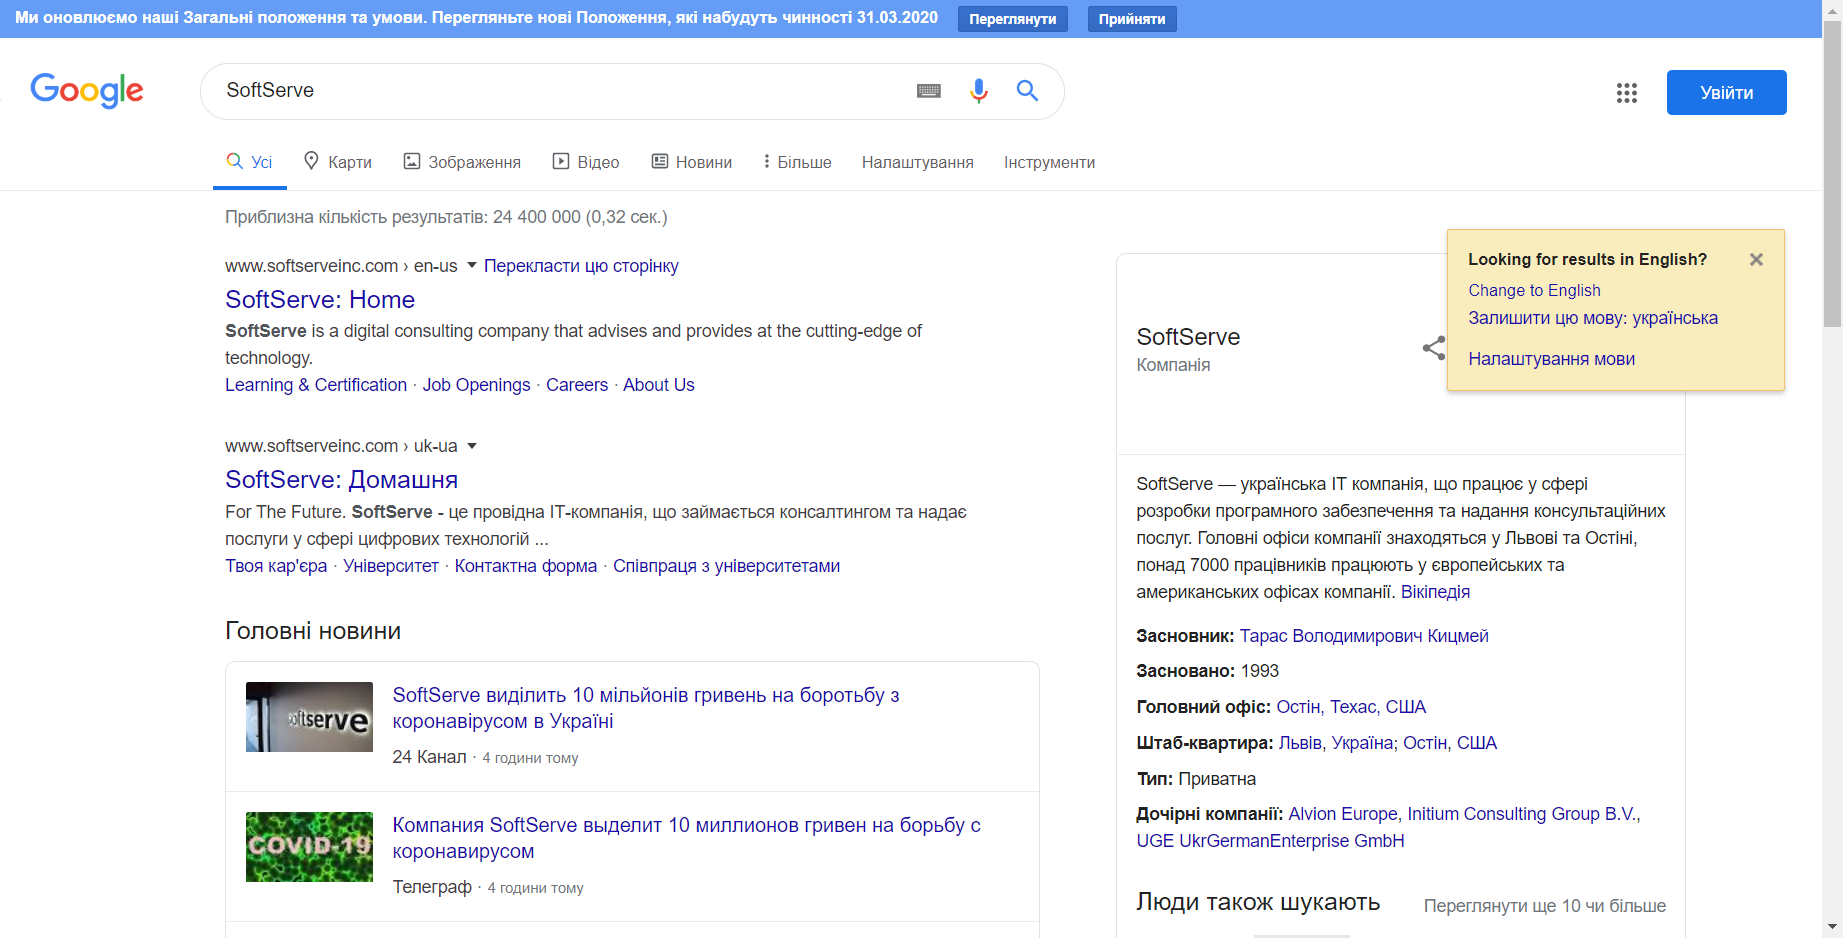 Ми оновлюємо наші Загальні положення та умови. Перегляньте нові Положення, які набудуть чинності 31.03.2020
Переглянути
Прийняти
Google
SoftServe
Увійти
Усі
Карти
Зображення
Відео
Новини
Більше
Налаштування
Інструменти
Приблизна кількість результатів: 24 400 000 (0,32 сек.)
www.softserveinc.com › en-us
Перекласти цю сторінку
SoftServe: Home
SoftServe is a digital consulting company that advises and provides at the cutting-edge of
technology.
Learning & Certification · Job Openings · Careers · About Us
www.softserveinc.com › uk-ua
SoftServe: Домашня
For The Future. SoftServe - це провідна ІТ-компанія, що займається консалтингом та надає
послуги у сфері цифрових технологій ...
Твоя кар'єра · Університет · Контактна форма · Співпраця з університетами
Головні новини
softserve
SoftServe виділить 10 мільйонів гривень на боротьбу з
коронавірусом в Україні
24 Канал · 4 години тому
COVID-19
Компания SoftServe выделит 10 миллионов гривен на борьбу с
коронавирусом
Телеграф · 4 години тому
Looking for results in English?
Change to English
Залишити цю мову: українська
Налаштування мови
SoftServe
Компанія
SoftServe — українська ІТ компанія, що працює у сфері
розробки програмного забезпечення та надання консультаційних
послуг. Головні офіси компанії знаходяться у Львові та Остіні,
понад 7000 працівників працюють у європейських та
американських офісах компанії. Вікіпедія
Засновник: Тарас Володимирович Кицмей
Засновано: 1993
Головний офіс: Остін, Техас, США
Штаб-квартира: Львів, Україна; Остін, США
Тип: Приватна
Дочірні компанії: Alvion Europe, Initium Consulting Group B.V.,
UGE UkrGermanEnterprise GmbH
Люди також шукають
Переглянути ще 10 чи більше